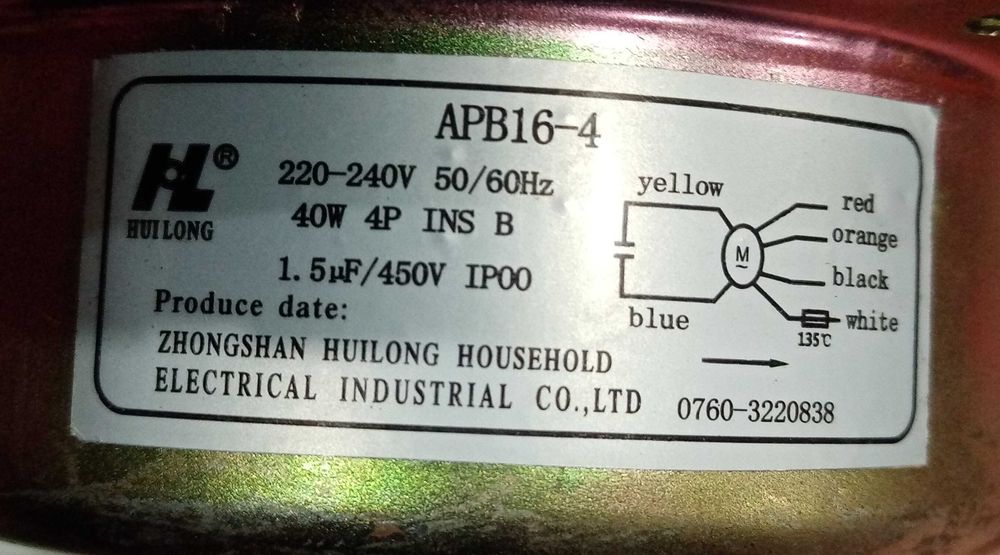 APB16-4
HL®
HUILONG
220-240V 50/60Hz
40W 4P INS B
1.5μF/450V IP00
Produce date:
ZHONGSHAN HUILONG HOUSEHOLD
ELECTRICAL INDUSTRIAL CO.,LTD
0760-3220838
yellow
blue
M
~
red
orange
black
white
135℃